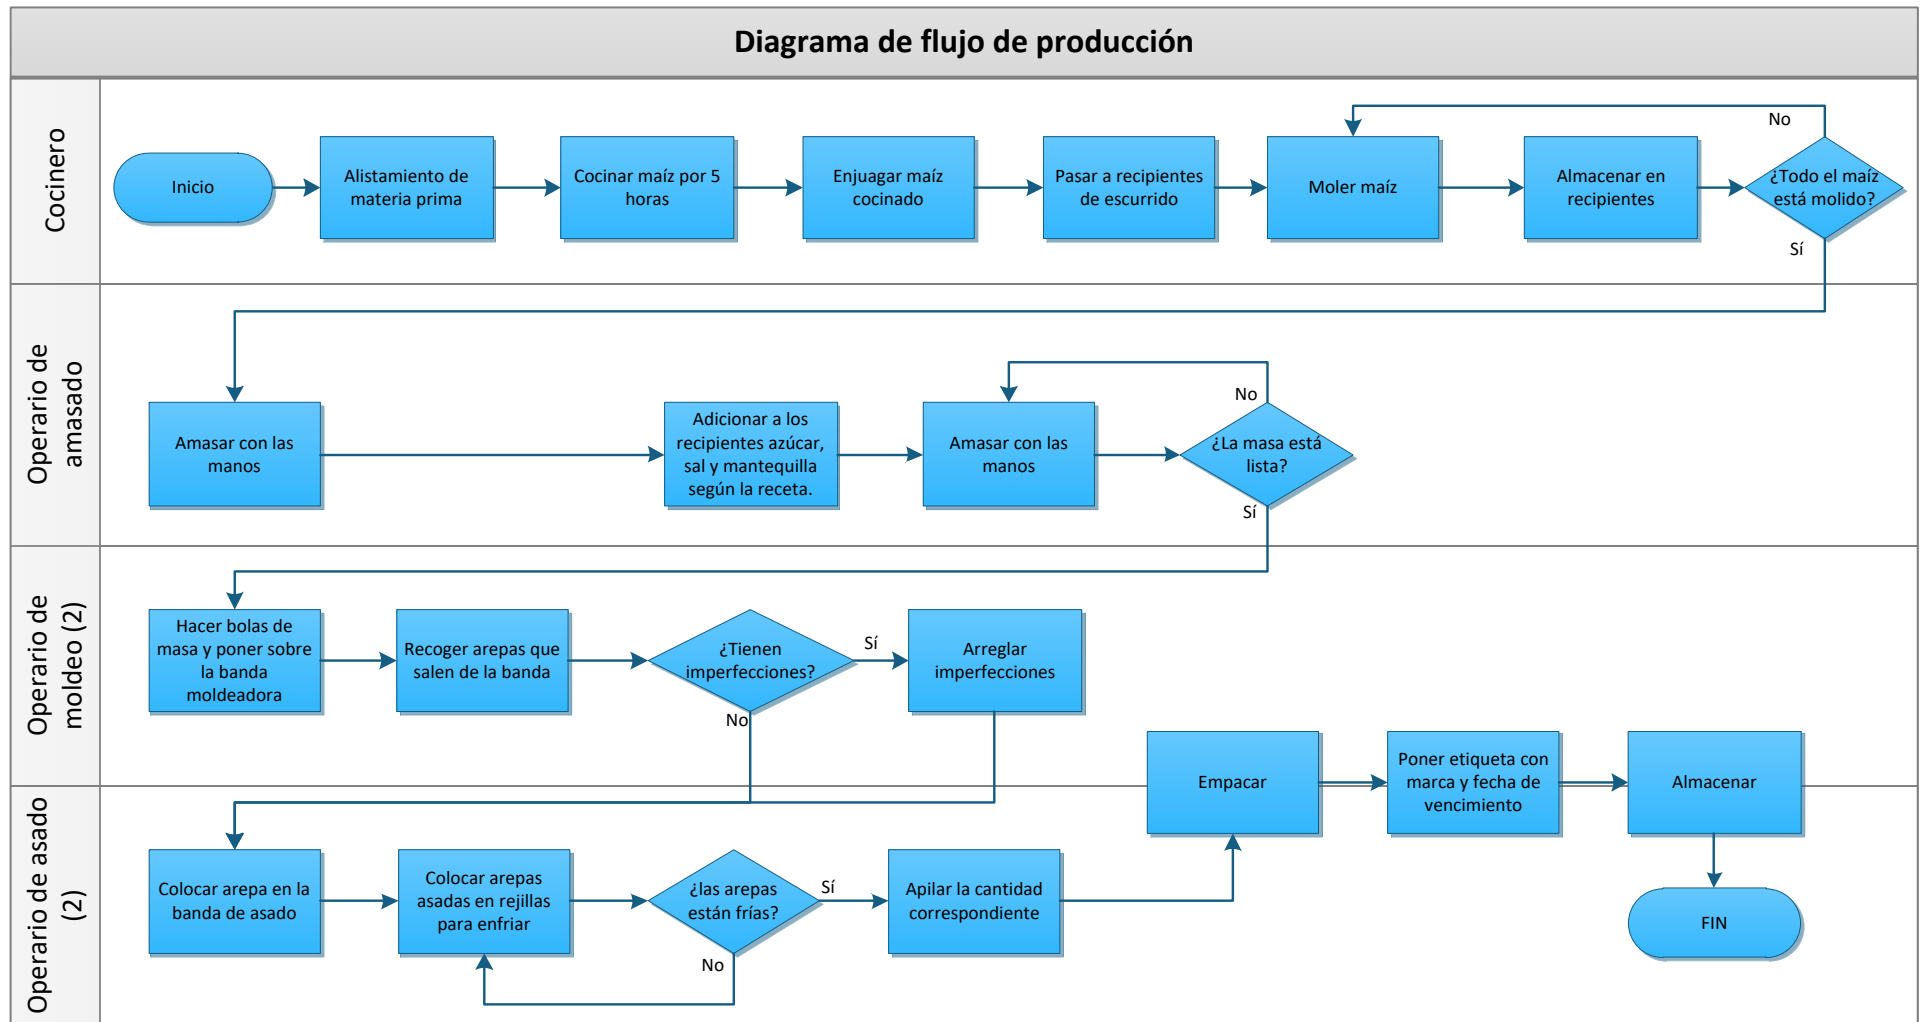 Diagrama de flujo de producción
Cocinero
Inicio
Alistamiento de
materia prima
Cocinar maíz por 5
horas
Enjuagar maíz
cocinado
Pasar a recipientes
de escurrido
Moler maíz
Almacenar en
recipientes
¿Todo el maíz
está molido?
No
Sí
Operario de
amasado
Amasar con las
manos
Adicionar a los
recipientes azúcar,
sal y mantequilla
según la receta.
Amasar con las
manos
¿La masa está
lista?
No
Sí
Operario de
moldeo (2)
Hacer bolas de
masa y poner sobre
la banda
moldeadora
Recoger arepas que
salen de la banda
¿Tienen
imperfecciones?
Sí
No
Arreglar
imperfecciones
Operario de asado
(2)
Colocar arepa en la
banda de asado
Colocar arepas
asadas en rejillas
para enfriar
¿las arepas
están frías?
Sí
No
Apilar la cantidad
correspondiente
Empacar
Poner etiqueta con
marca y fecha de
vencimiento
Almacenar
FIN